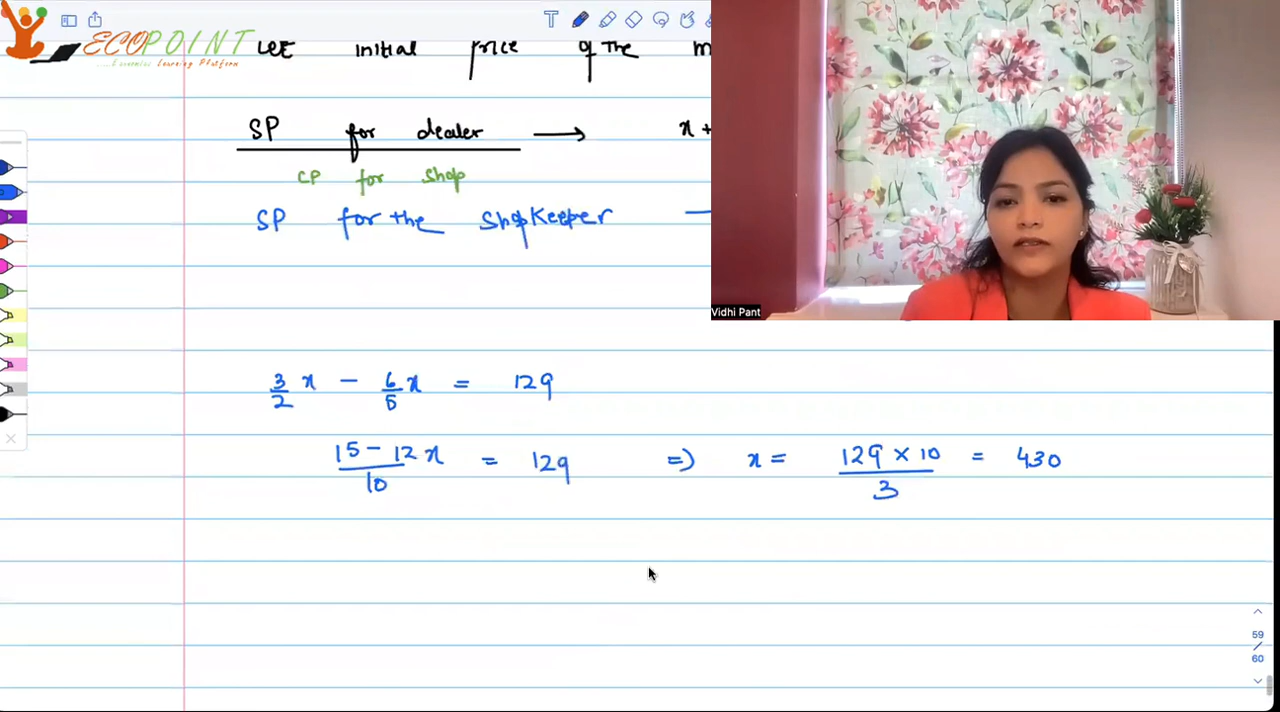 ECOPOINT
....Economics Learning Platform
Let initial price of the m
SP for dealer → x +
CP for shop
SP for the Shopkeeper —
Vidhi Pant
3/2 x - 6/5 x = 129
15 - 12x / 10 = 129 ⇒ x = 129 × 10 / 3 = 430
59
/
60